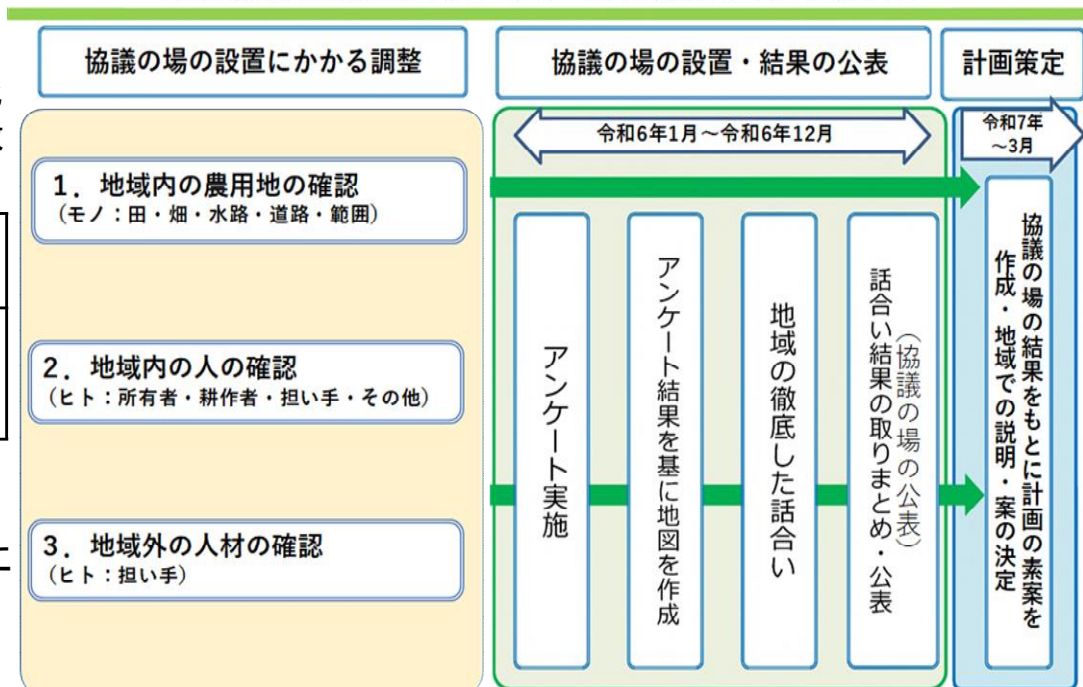 協議の場の設置にかかる調整
1．地域内の農用地の確認
（モノ：田・畑・水路・道路・範囲）
2．地域内の人の確認
（ヒト：所有者・耕作者・担い手・その他）
3．地域外の人材の確認
（ヒト：担い手）
協議の場の設置・結果の公表
令和6年1月～令和6年12月
アンケート実施
アンケート結果を基に地図を作成
地域の徹底した話合い
話合い結果の取りまとめ・公表
（協議の場の公表）
計画策定
令和7年
～3月
協議の場の結果をもとに計画の素案を
作成・地域での説明・案の決定